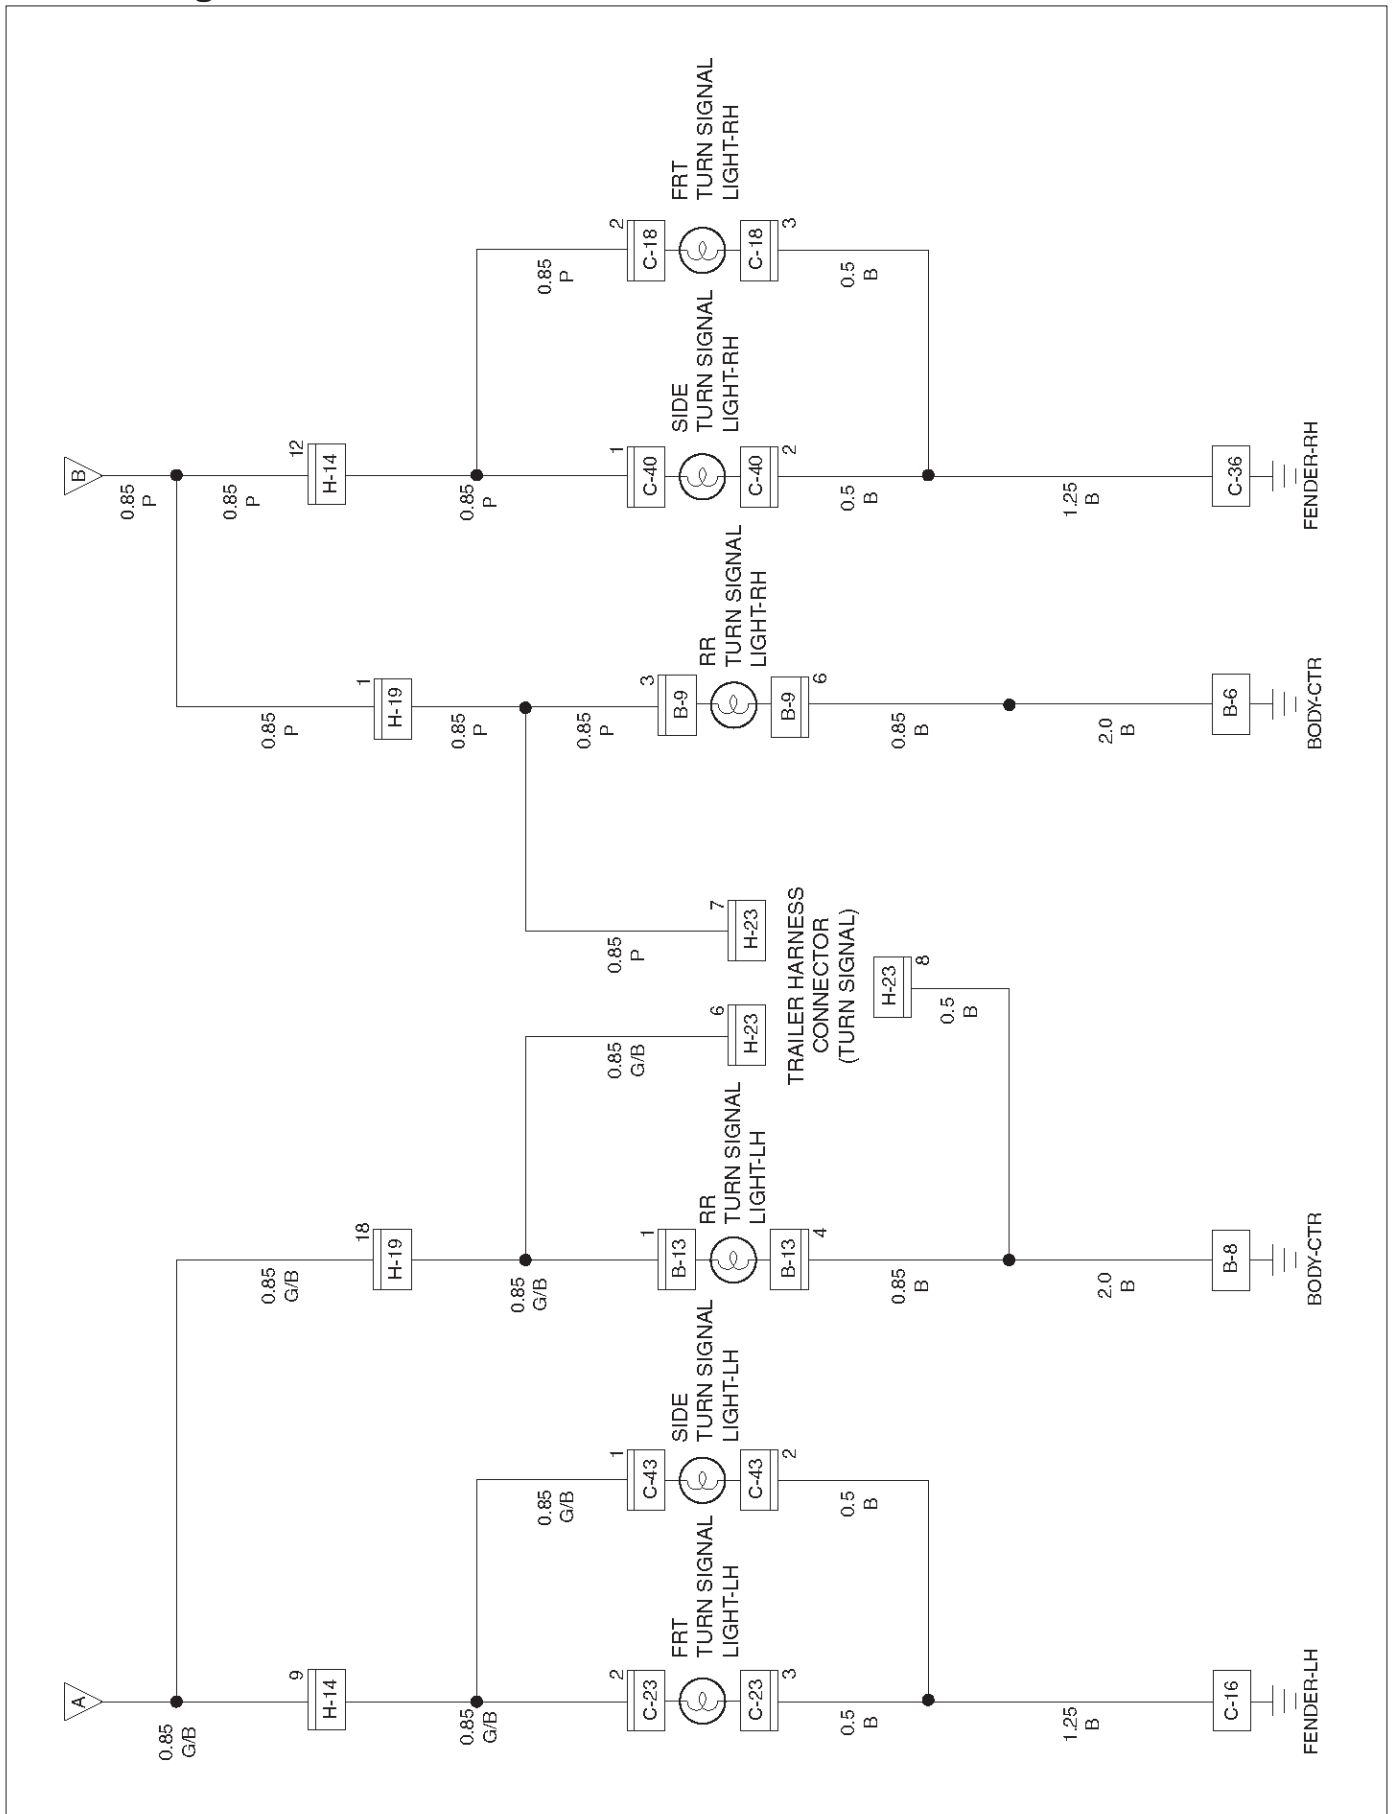 A
0.85
G/B
9
H-14
0.85
G/B
2
C-23
FRT
TURN SIGNAL
LIGHT-LH
C-23
3
0.5
B
1.25
B
C-16
FENDER-LH
0.85
G/B
1
C-43
SIDE
TURN SIGNAL
LIGHT-LH
C-43
2
0.5
B
0.85
G/B
18
H-19
0.85
G/B
1
B-13
RR
TURN SIGNAL
LIGHT-LH
B-13
4
0.85
B
2.0
B
B-8
BODY-CTR
0.85
G/B
6
H-23
0.85
P
7
H-23
TRAILER HARNESS
CONNECTOR
(TURN SIGNAL)
H-23
8
0.5
B
0.85
P
1
H-19
0.85
P
0.85
P
3
B-9
RR
TURN SIGNAL
LIGHT-RH
B-9
6
0.85
B
2.0
B
B-6
BODY-CTR
B
0.85
P
0.85
P
12
H-14
0.85
P
1
C-40
SIDE
TURN SIGNAL
LIGHT-RH
C-40
2
0.5
B
1.25
B
C-36
FENDER-RH
0.85
P
2
C-18
FRT
TURN SIGNAL
LIGHT-RH
C-18
3
0.5
B